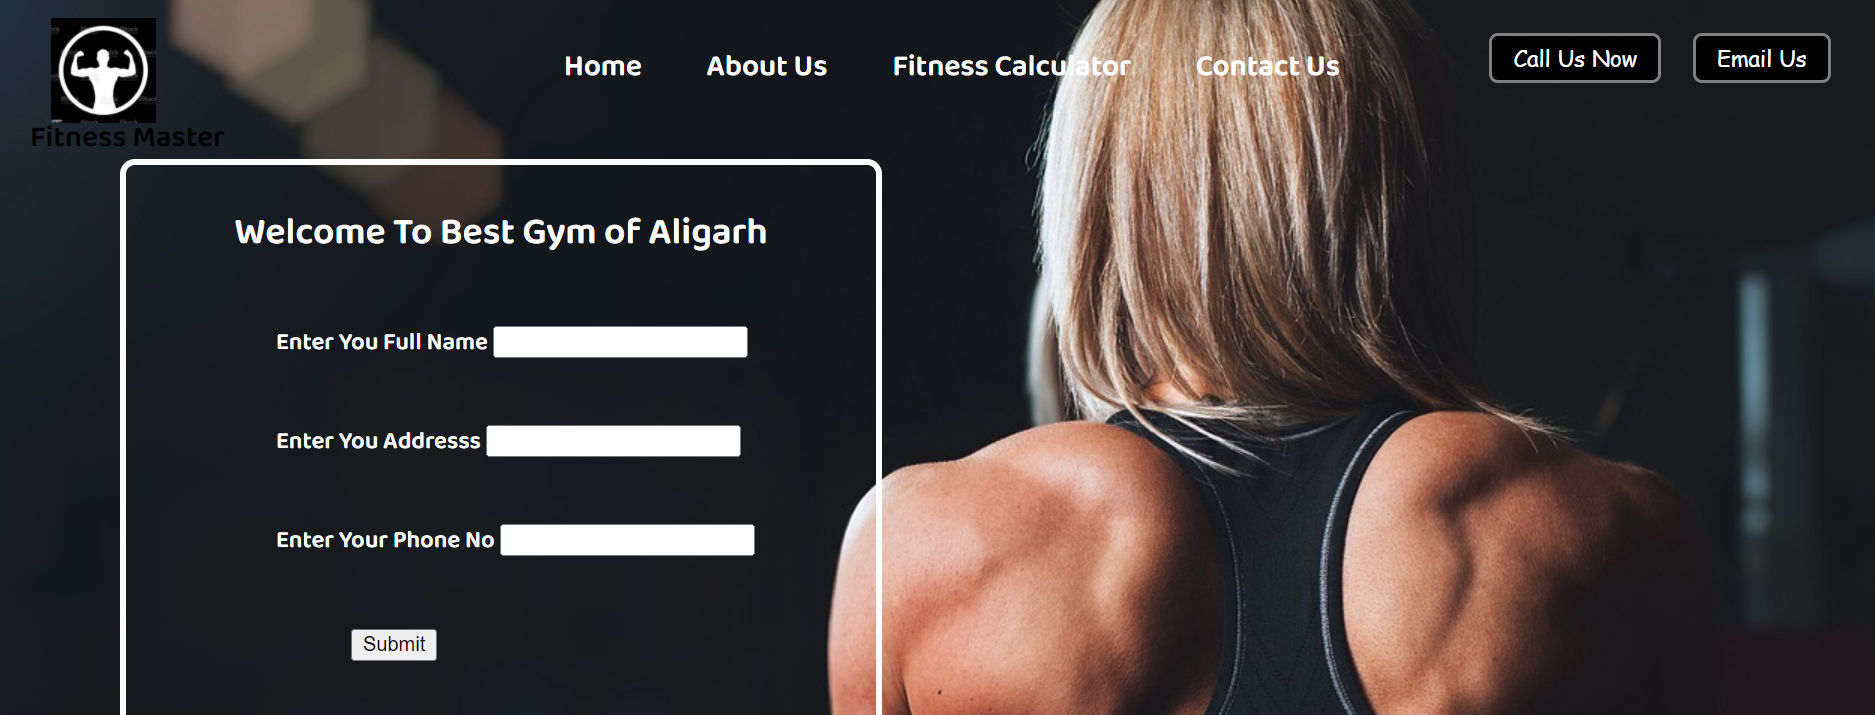 Home About Us Fitness Calculator Contact Us Call Us Now Email Us
Fitness Master
Welcome To Best Gym of Aligarh
Enter You Full Name
Enter You Addresss
Enter Your Phone No
Submit